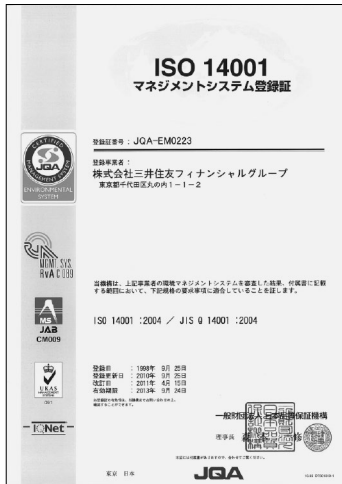 ISO 14001
マネジメントシステム登録証
登録証番号 : JQA-EM0223
登録事業者 :
株式会社三井住友フィナンシャルグループ
東京都千代田区丸の内1-1-2
当機構は、上記事業者の環境マネジメントシステムを審査した結果、付属書に記載
する範囲において、下記規格の要求事項に適合していることを証します。
ISO 14001 :2004 / JIS Q 14001 :2004
登録日 : 1998年 9月 25日
登録更新日 : 2010年 9月 25日
改訂日 : 2011年 4月 15日
有効期限 : 2013年 9月 24日
一般財団法人 日本品質保証機構
理事長
東京 日本
JQA
CERTIFIED
MANAGEMENT SYSTEM
JQA
ENVIRONMENTAL
SYSTEM
MGMT. SYS.
RvA C 089
MS
JAB
CM009
UKAS
IQNet